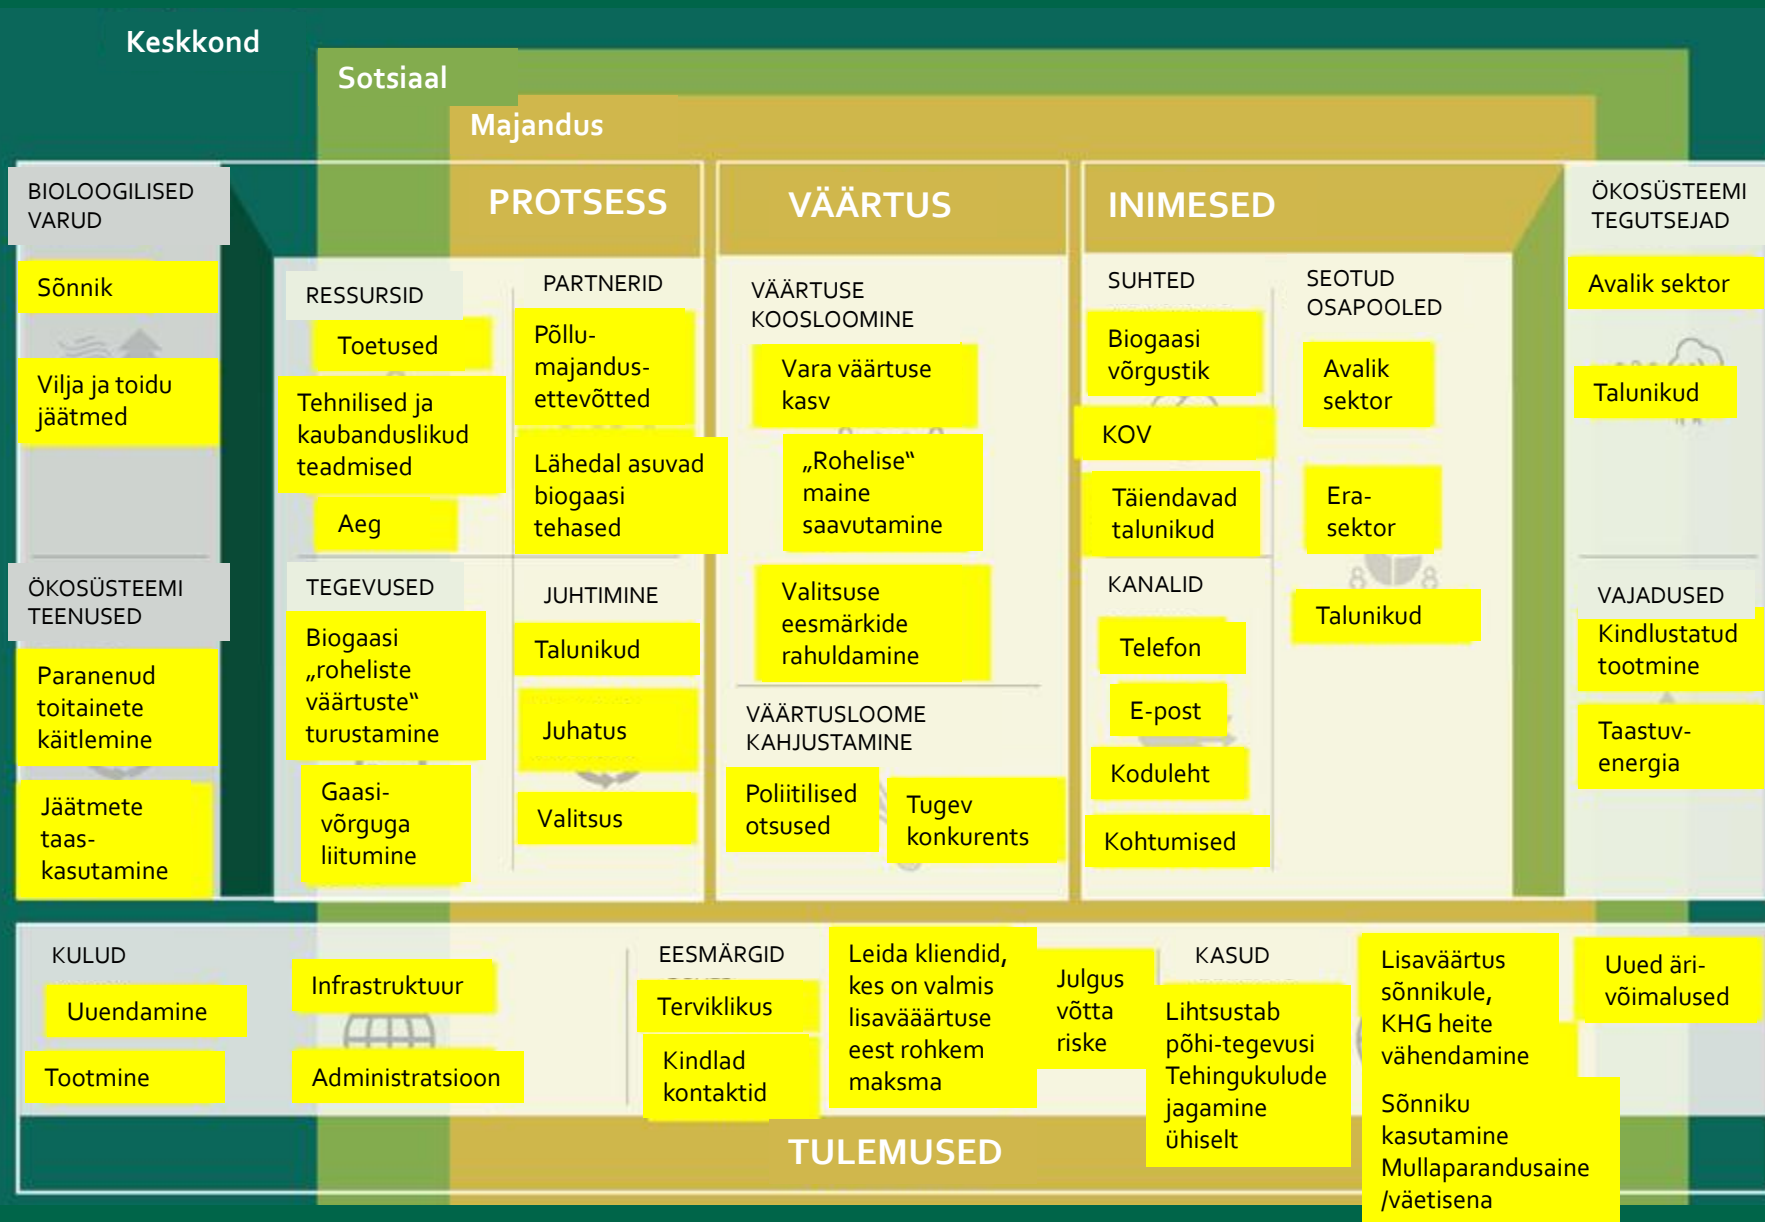 Keskkond
Sotsiaal
Majandus
PROTSESS
VÄÄRTUS
INIMESED
BIOLOOGILISED
VARUD
Sõnnik
Vilja ja toidu
jäätmed
ÖKOSÜSTEEMI
TEENUSED
Paranenud
toitainete
käitlemine
Jäätmete
taas-
kasutamine
RESSURSID
Toetused
Tehnilised ja
kaubanduslikud
teadmised
Aeg
TEGEVUSED
Biogaasi
„roheliste
väärtuste“
turustamine
Gaasi-
võrguga
liitumine
PARTNERID
Põllu-
majandus-
ettevõtted
Lähedal asuvad
biogaasi
tehased
JUHTIMINE
Talunikud
Juhatus
Valitsus
VÄÄRTUSE
KOOSLOOMINE
Vara väärtuse
kasv
„Rohelise“
maine
saavutamine
Valitsuse
eesmärkide
rahuldamine
VÄÄRTUSLOOME
KAHJUSTAMINE
Poliitilised
otsused
Tugev
konkurents
SUHTED
Biogaasi
võrgustik
KOV
Täiendavad
talunikud
KANALID
Telefon
E-post
Koduleht
Kohtumised
SEOTUD
OSAPOOLED
Avalik
sektor
Era-
sektor
Talunikud
ÖKOSÜSTEEMI
TEGUTSEJAD
Avalik sektor
Talunikud
VAJADUSED
Kindlustatud
tootmine
Taastuv-
energia
KULUD
Uuendamine
Tootmine
Infrastruktuur
Administratsioon
EESMÄRGID
Terviklikus
Kindlad
kontaktid
Leida kliendid,
kes on valmis
lisavääärtuse
eest rohkem
maksma
Julgus
võtta
riske
KASUD
Lihtsustab
põhi-tegevusi
Tehingukulude
jagamine
ühiselt
Lisaväärtus
sõnnikule,
KHG heite
vähendamine
Sõnniku
kasutamine
Mullaparandusaine
/väetisena
Uued äri-
võimalused
TULEMUSED